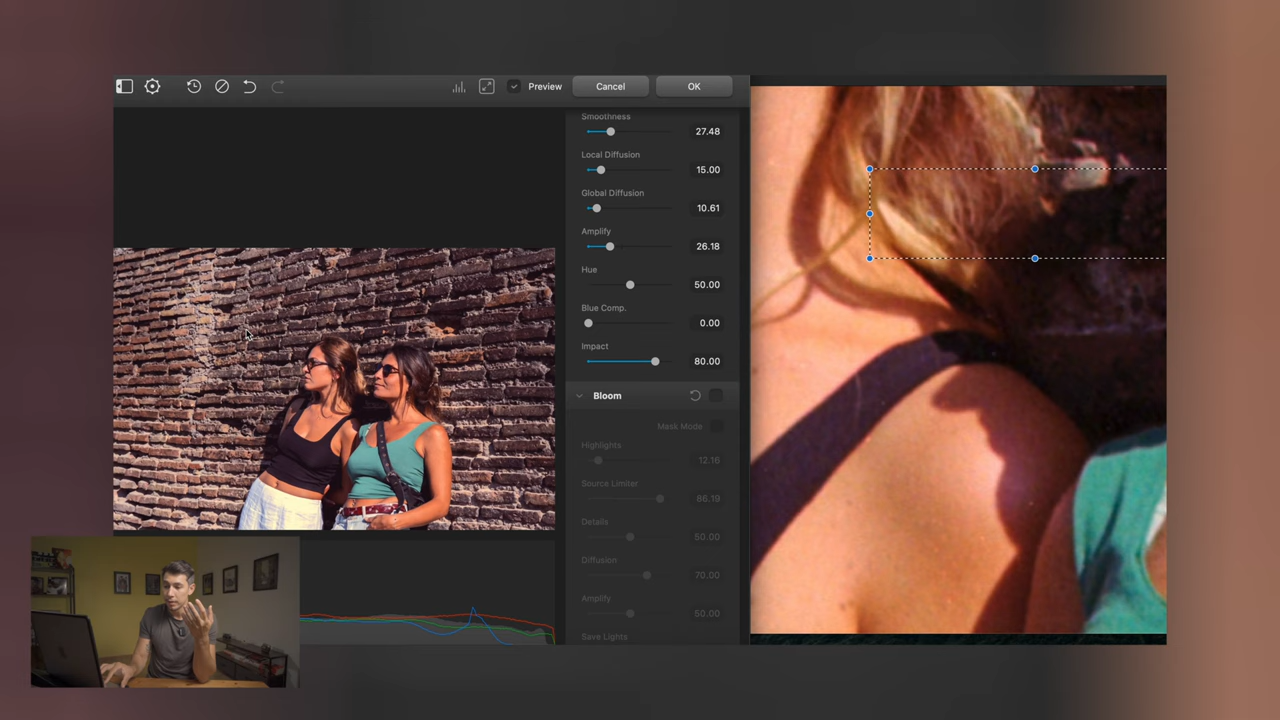 Preview
Cancel
OK
Smoothness
27.48
Local Diffusion
15.00
Global Diffusion
10.61
Amplify
26.18
Hue
50.00
Blue Comp.
0.00
Impact
80.00
Bloom
Mask Mode
Highlights
12.16
Source Limiter
86.19
Details
50.00
Diffusion
70.00
Amplify
50.00
Save Lights